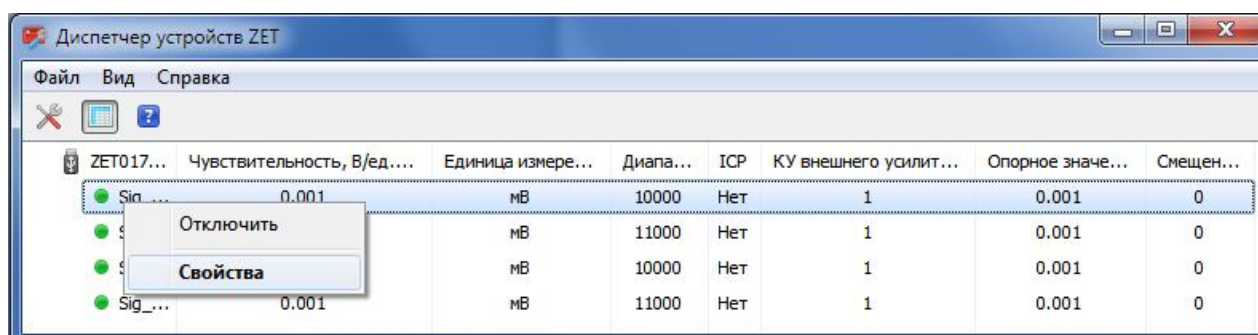 Диспетчер устройств ZET
Файл Вид Справка
ZET017... Чувствительность, В/ед.... Единица измере... Диапа... ICP КУ внешнего усилит... Опорное значе... Смещен...
Sig_... 0.001 мВ 10000 Нет 1 0.001 0
Отключить
S мВ 11000 Нет 1 0.001 0
Свойства
S мВ 10000 Нет 1 0.001 0
Sig_... 0.001 мВ 11000 Нет 1 0.001 0